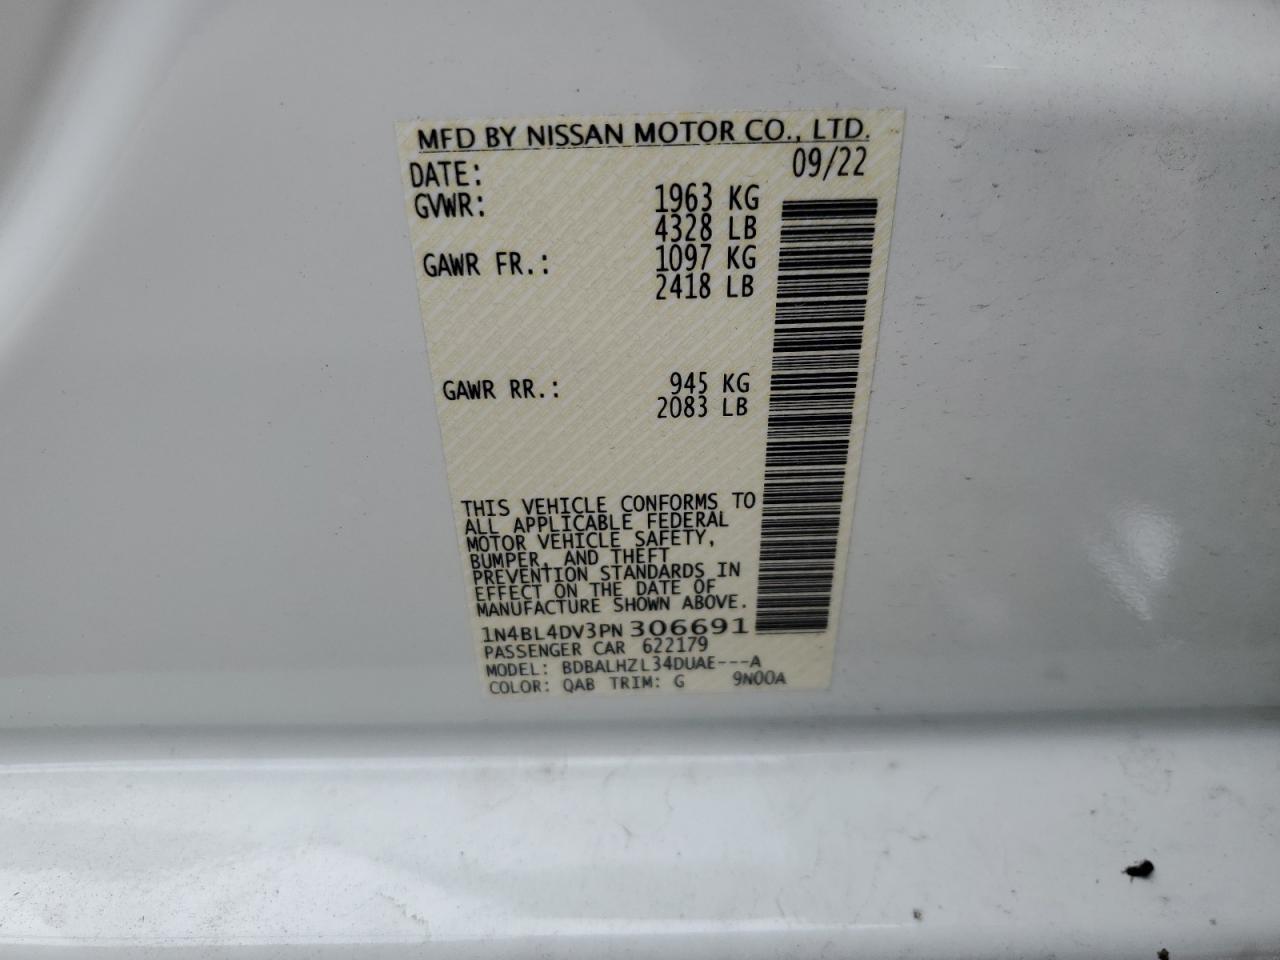 MFD BY NISSAN MOTOR CO., LTD.
DATE: 09/22
GVWR: 1963 KG
4328 LB
GAWR FR.: 1097 KG
2418 LB
GAWR RR.: 945 KG
2083 LB
THIS VEHICLE CONFORMS TO
ALL APPLICABLE FEDERAL
MOTOR VEHICLE SAFETY,
BUMPER, AND THEFT
PREVENTION STANDARDS IN
EFFECT ON THE DATE OF
MANUFACTURE SHOWN ABOVE.
1N4BL4DV3PN 306691
PASSENGER CAR 622179
MODEL: BDBALHZL34DUAE---A
COLOR: QAB TRIM: G 9N00A